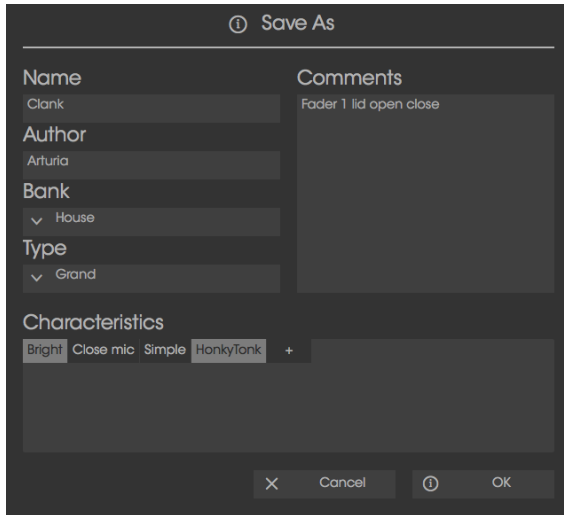 Save As
Name
Clank
Author
Arturia
Bank
House
Type
Grand
Comments
Fader 1 lid open close
Characteristics
Bright Close mic Simple HonkyTonk +
Cancel OK